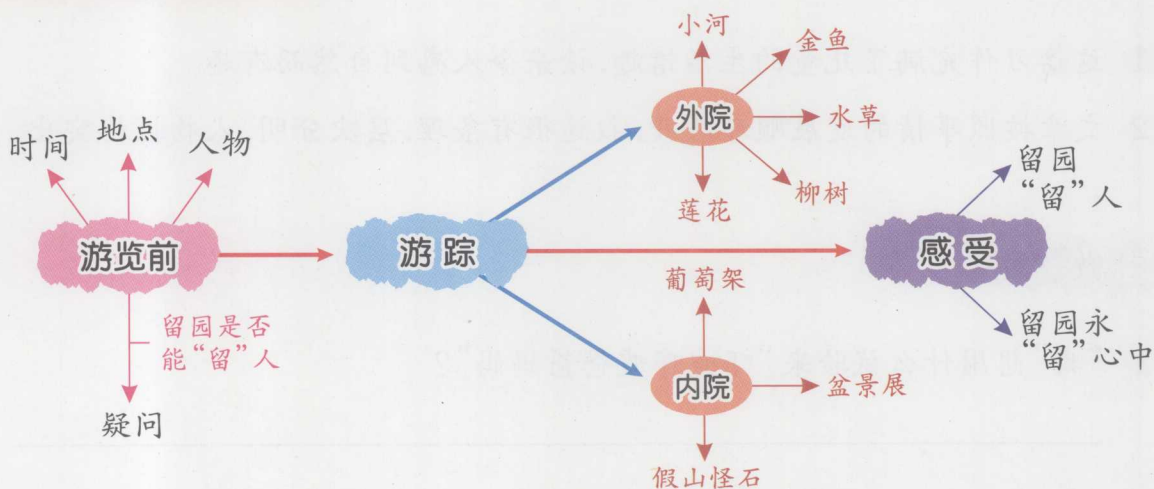 小河
金鱼
外院
水草
柳树
莲花
时间
地点
人物
游览前
留园是否
能“留”人
疑问
游踪
葡萄架
内院
盆景展
假山怪石
感受
留园
“留”人
留园永
“留”心中